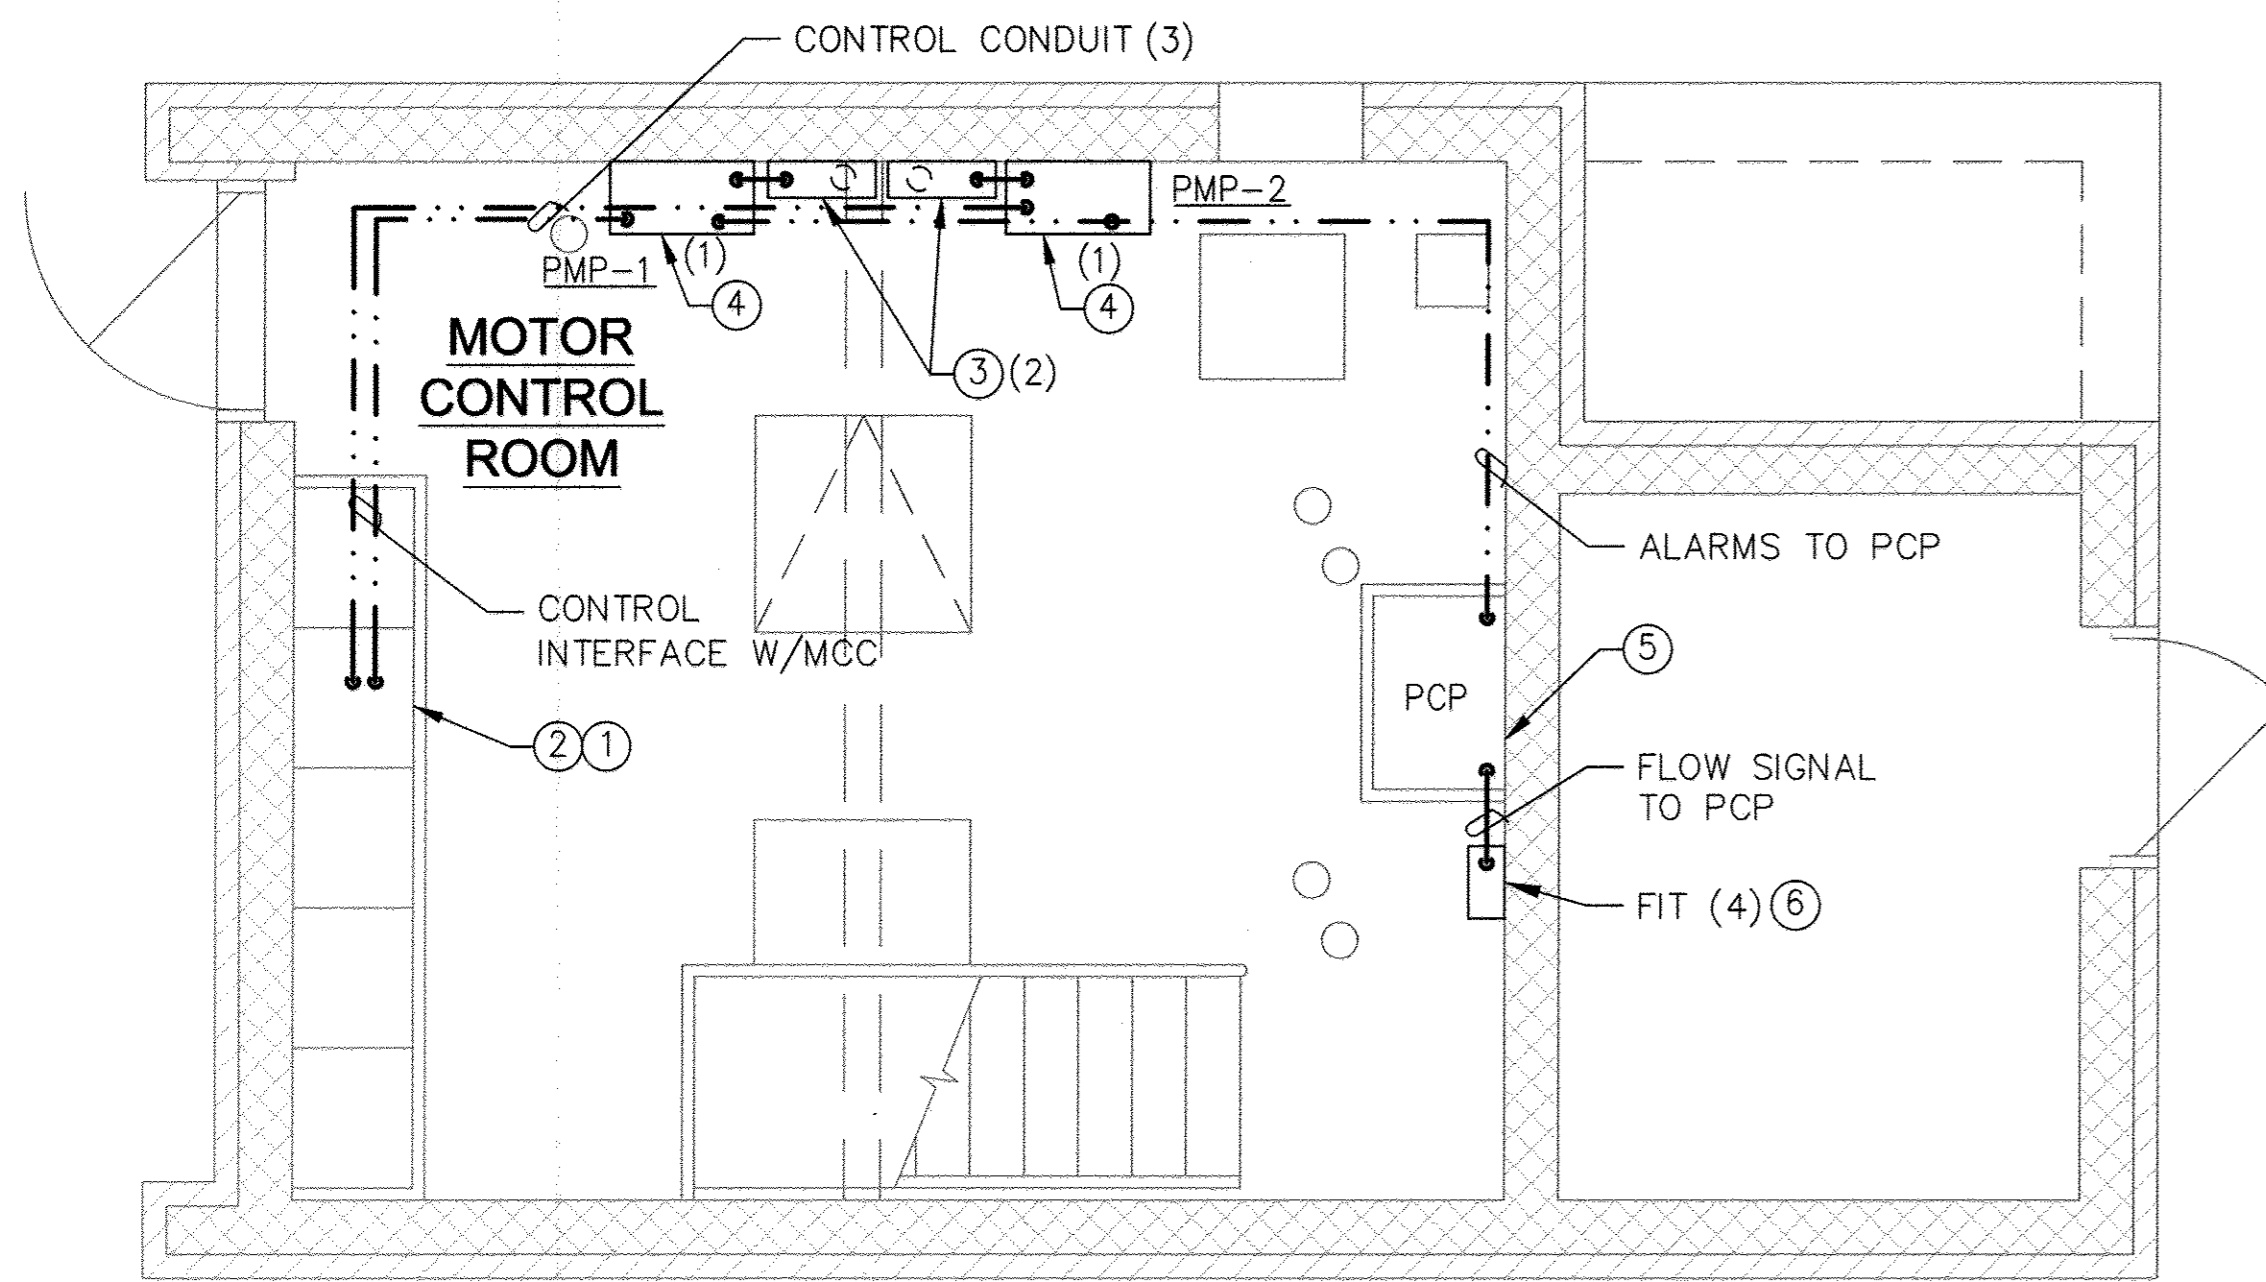 CONTROL CONDUIT (3)
PMP-2
PMP-1
(1)
4
(1)
4
3 (2)
MOTOR
CONTROL
ROOM
ALARMS TO PCP
CONTROL
INTERFACE W/MCC
5
PCP
2 1
FLOW SIGNAL
TO PCP
FIT (4) 6